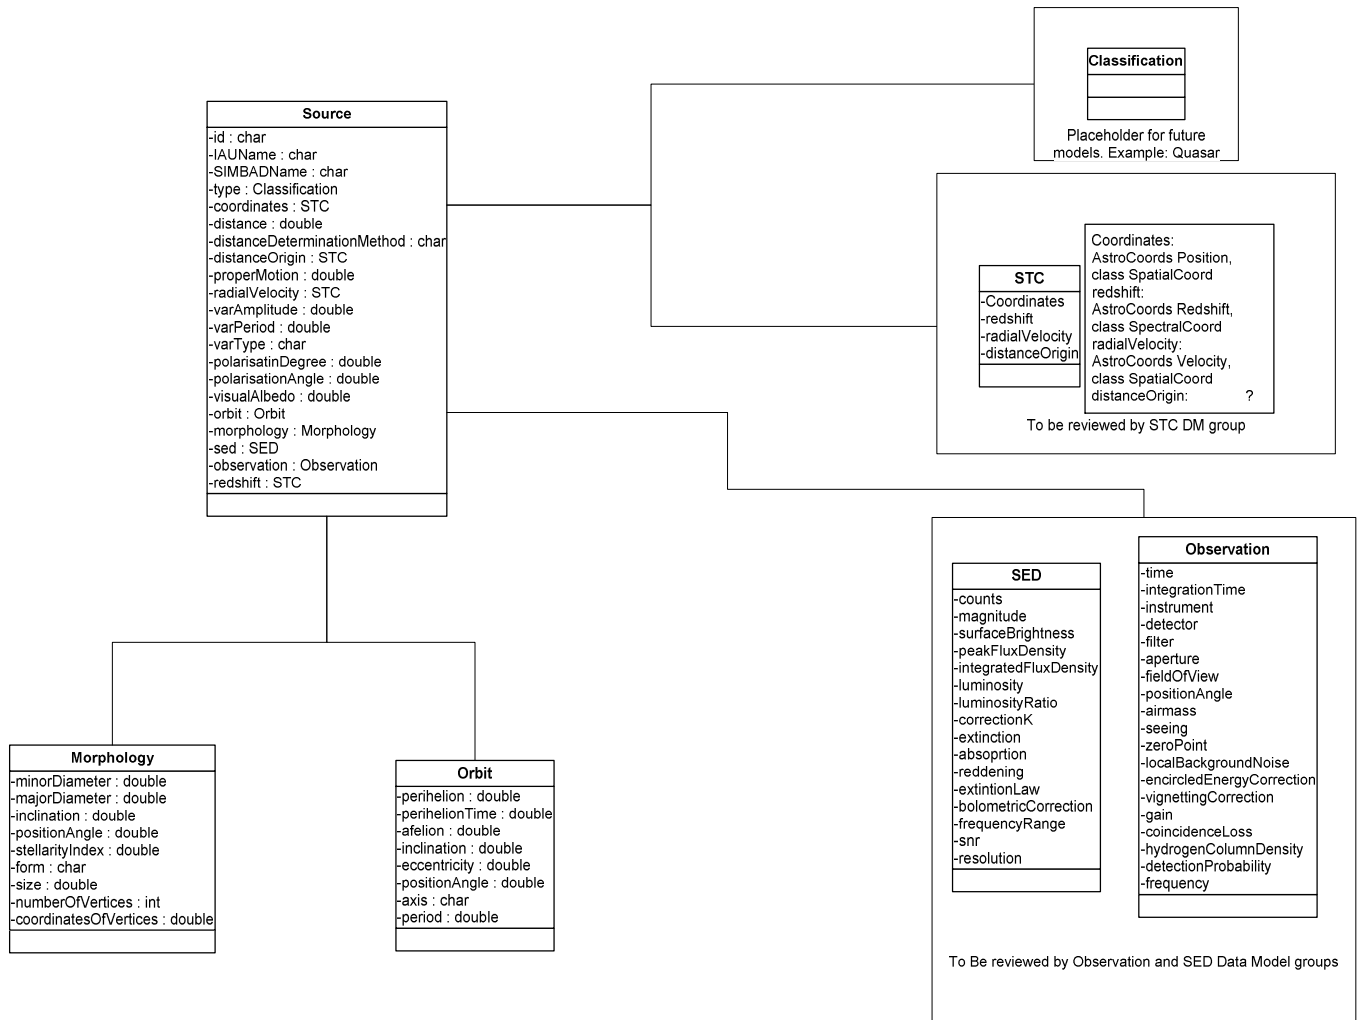 Classification
Placeholder for future
models. Example: Quasar
Source
-id : char
-IAUName : char
-SIMBADName : char
-type : Classification
-coordinates : STC
-distance : double
-distanceDeterminationMethod : char
-distanceOrigin : STC
-properMotion : double
-radialVelocity : STC
-varAmplitude : double
-varPeriod : double
-varType : char
-polarisatinDegree : double
-polarisationAngle : double
-visualAlbedo : double
-orbit : Orbit
-morphology : Morphology
-sed : SED
-observation : Observation
-redshift : STC
STC
-Coordinates
-redshift
-radialVelocity
-distanceOrigin
Coordinates:
AstroCoords Position,
class SpatialCoord
redshift:
AstroCoords Redshift,
class SpectralCoord
radialVelocity:
AstroCoords Velocity,
class SpatialCoord
distanceOrigin: ?
To be reviewed by STC DM group
SED
-counts
-magnitude
-surfaceBrightness
-peakFluxDensity
-integratedFluxDensity
-luminosity
-luminosityRatio
-correctionK
-extinction
-absoprtion
-reddening
-extintionLaw
-bolometricCorrection
-frequencyRange
-snr
-resolution
Observation
-time
-integrationTime
-instrument
-detector
-filter
-aperture
-fieldOfView
-positionAngle
-airmass
-seeing
-zeroPoint
-localBackgroundNoise
-encircledEnergyCorrection
-vignettingCorrection
-gain
-coincidenceLoss
-hydrogenColumnDensity
-detectionProbability
-frequency
To Be reviewed by Observation and SED Data Model groups
Morphology
-minorDiameter : double
-majorDiameter : double
-inclination : double
-positionAngle : double
-stellarityIndex : double
-form : char
-size : double
-numberOfVertices : int
-coordinatesOfVertices : double
Orbit
-perihelion : double
-perihelionTime : double
-afelion : double
-inclination : double
-eccentricity : double
-positionAngle : double
-axis : char
-period : double